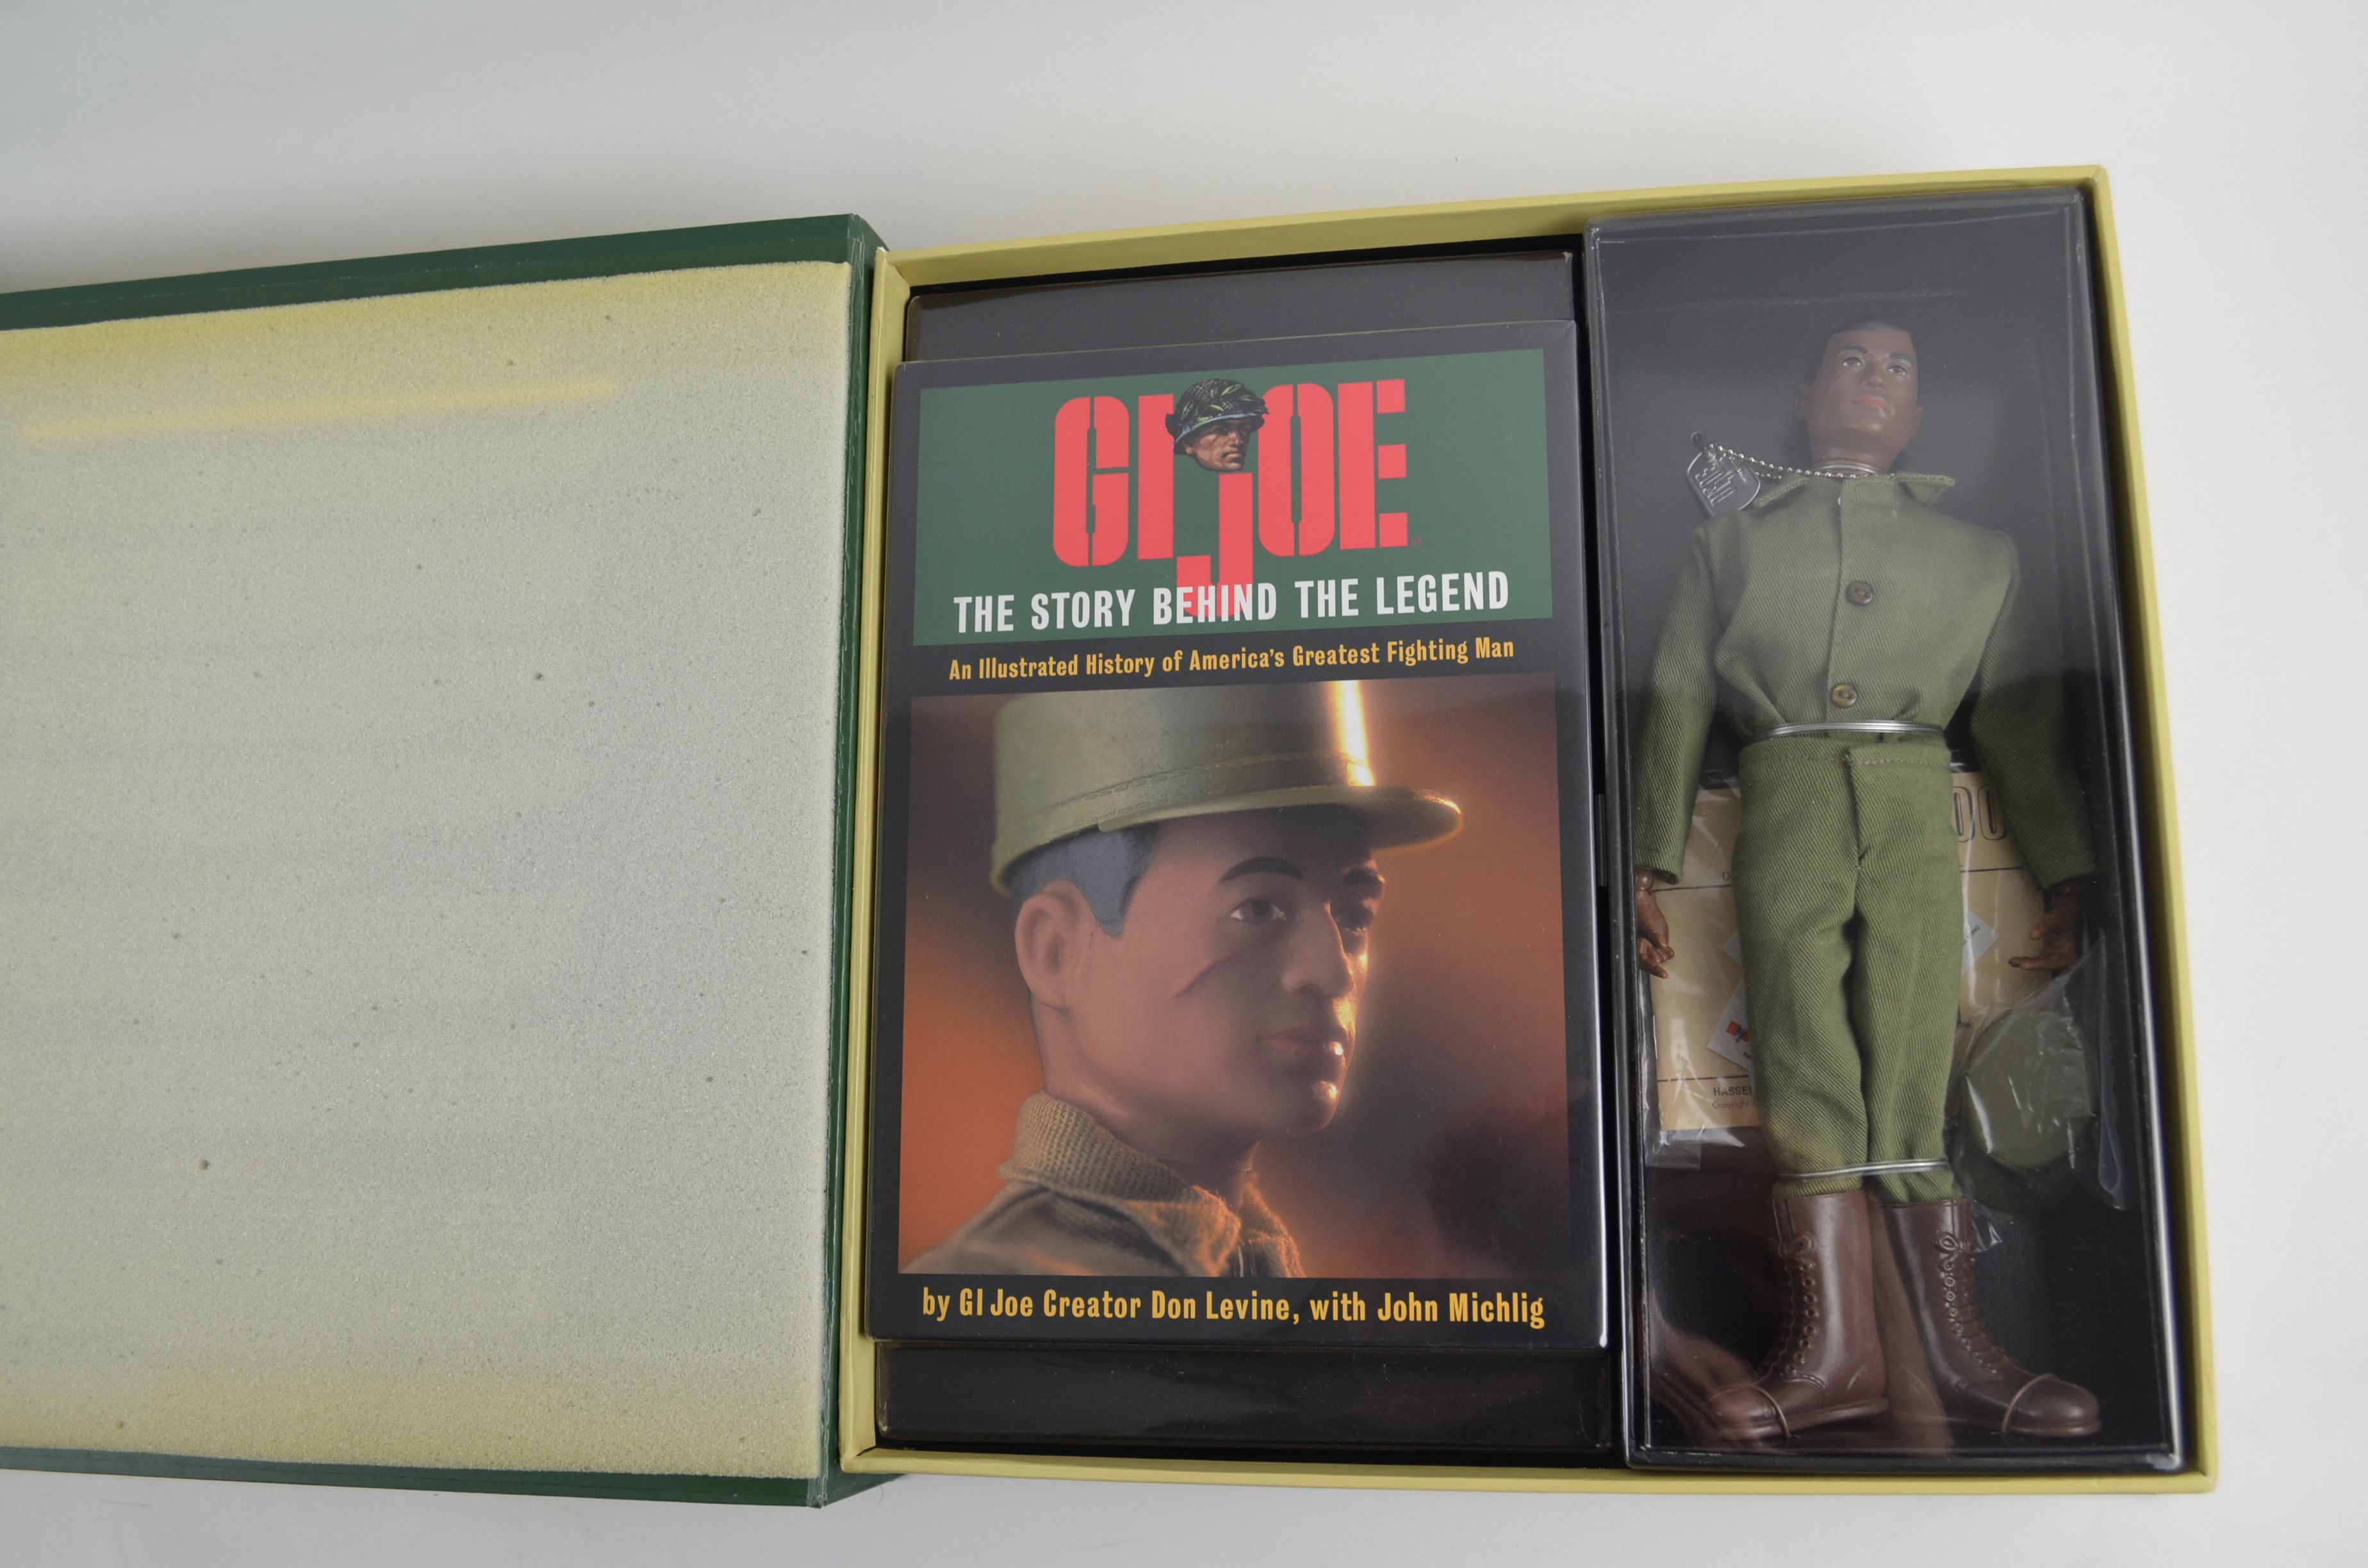 GI JOE
THE STORY BEHIND THE LEGEND
An Illustrated History of America's Greatest Fighting Man
by GI Joe Creator Don Levine, with John Michlig